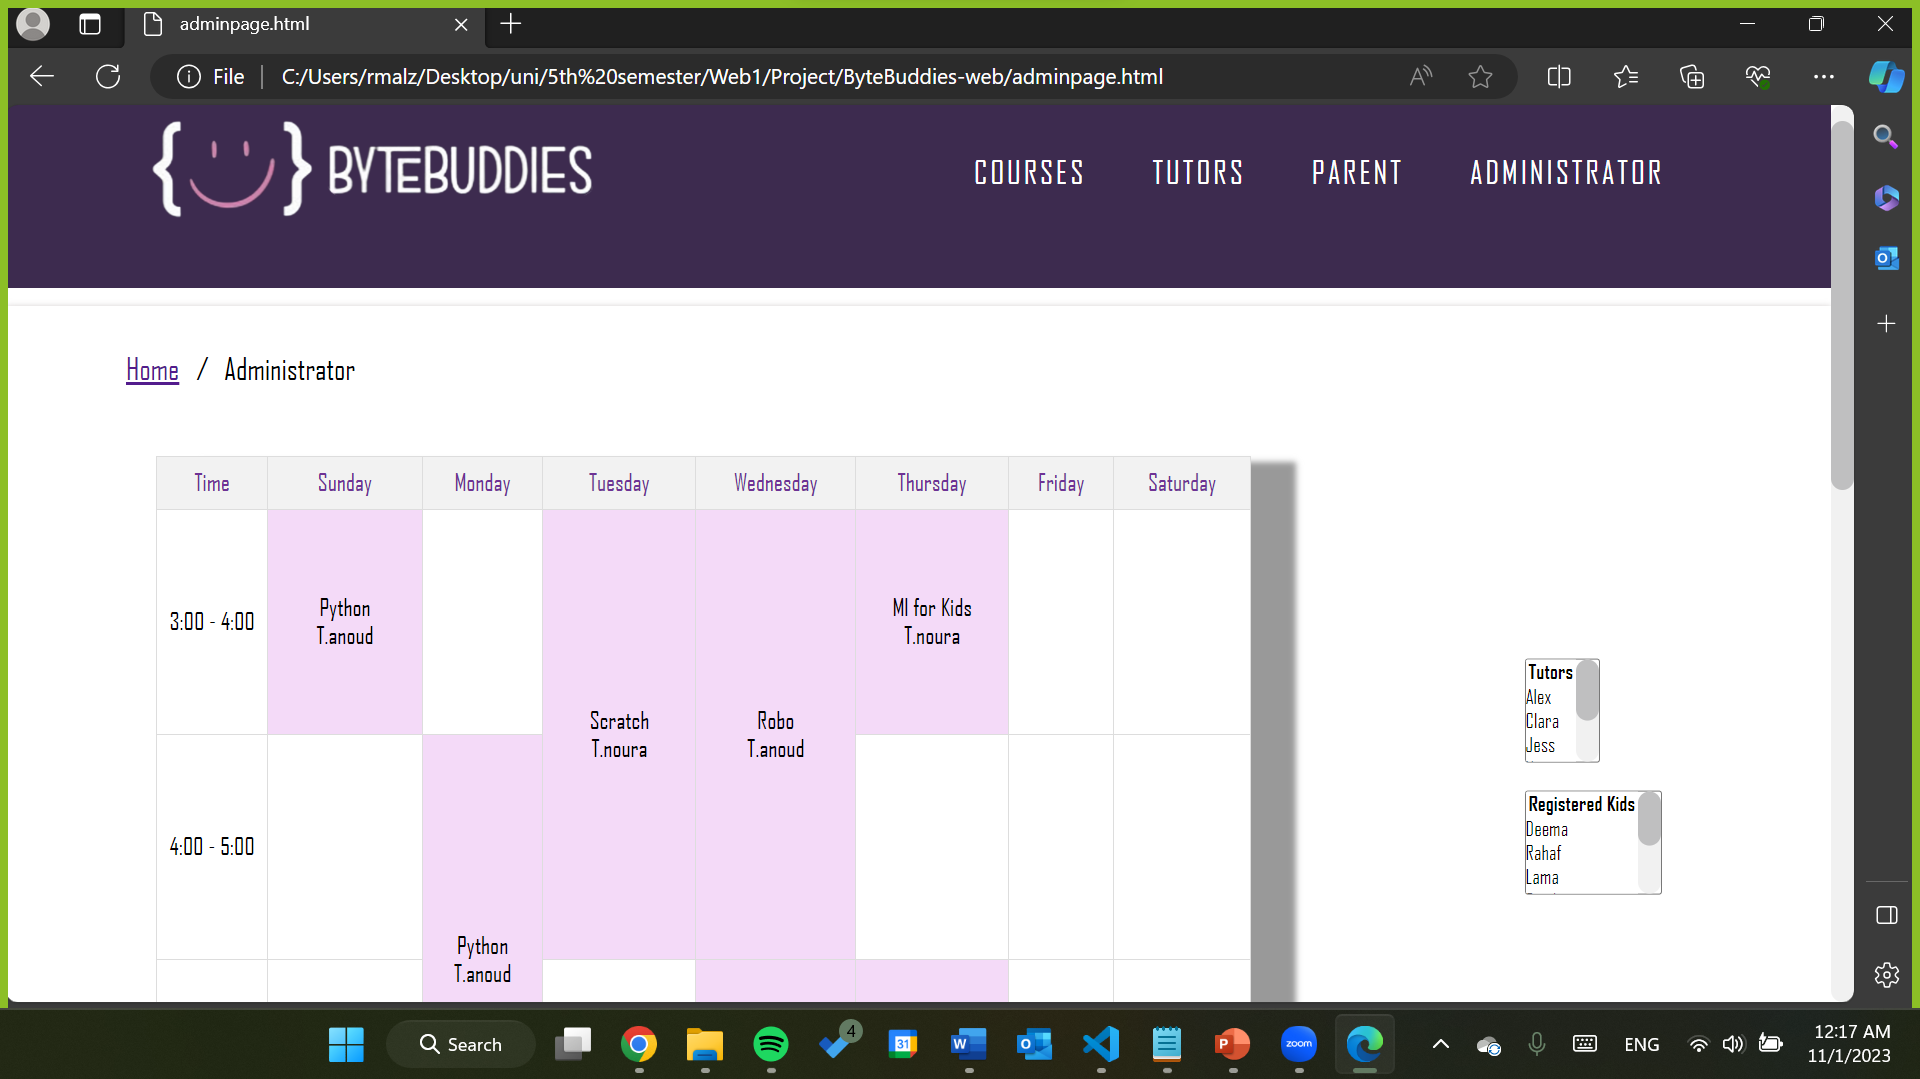 adminpage.html
File
C:/Users/rmalz/Desktop/uni/5th%20semester/Web1/Project/ByteBuddies-web/adminpage.html
BYTEBUDDIES
COURSES TUTORS PARENT ADMINISTRATOR
Home / Administrator
Time Sunday Monday Tuesday Wednesday Thursday Friday Saturday
3:00 - 4:00
Python
T.anoud
Ml for Kids
T.noura
Scratch
T.noura
Robo
T.anoud
4:00 - 5:00
Python
T.anoud
Tutors
Alex
Clara
Jess
Registered Kids
Deema
Rahaf
Lama
Search
4
31
zoom
ENG
12:17 AM
11/1/2023